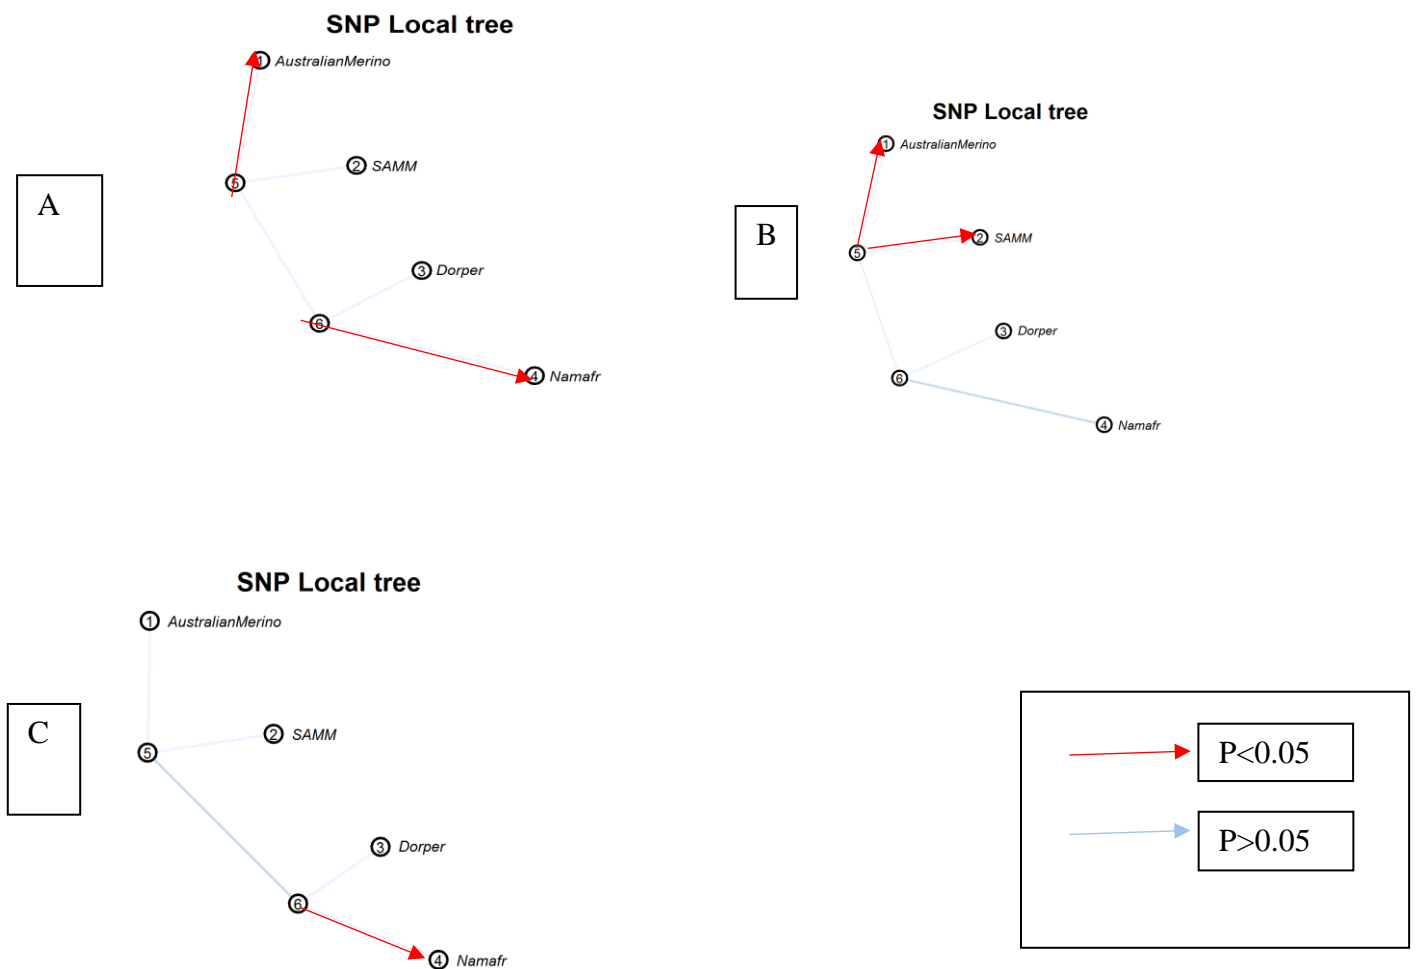 SNP Local tree
1 AustralianMerino
A
2 SAMM
5
3 Dorper
6
4 Namafr
SNP Local tree
1 AustralianMerino
B
2 SAMM
5
3 Dorper
6
4 Namafr
SNP Local tree
1 AustralianMerino
C
2 SAMM
5
3 Dorper
6
4 Namafr
P<0.05
P>0.05